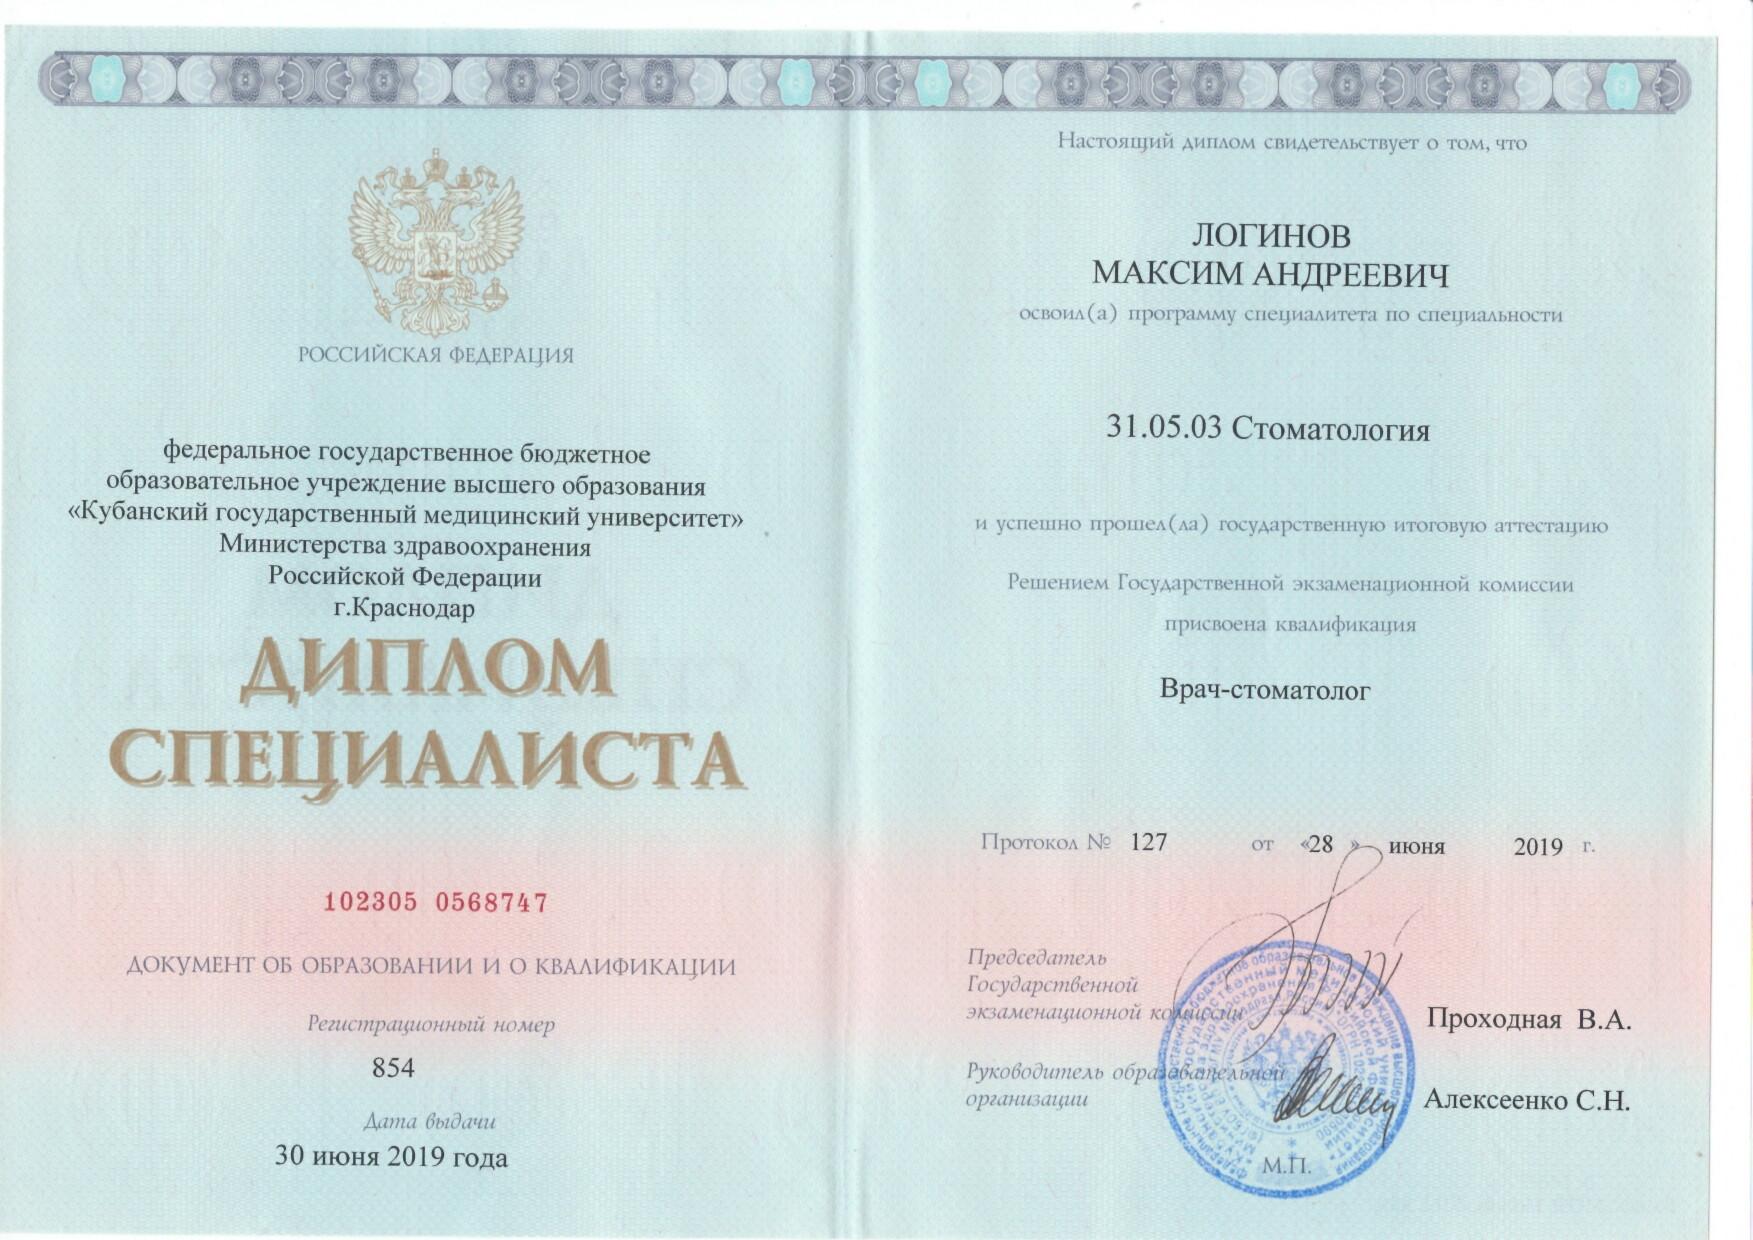 РОССИЙСКАЯ ФЕДЕРАЦИЯ
федеральное государственное бюджетное
образовательное учреждение высшего образования
«Кубанский государственный медицинский университет»
Министерства здравоохранения
Российской Федерации
г.Краснодар
ДИПЛОМ
СПЕЦИАЛИСТА
102305 0568747
ДОКУМЕНТ ОБ ОБРАЗОВАНИИ И О КВАЛИФИКАЦИИ
Регистрационный номер
854
Дата выдачи
30 июня 2019 года
Настоящий диплом свидетельствует о том, что
ЛОГИНОВ
МАКСИМ АНДРЕЕВИЧ
освоил(а) программу специалитета по специальности
31.05.03 Стоматология
и успешно прошел(ла) государственную итоговую аттестацию
Решением Государственной экзаменационной комиссии
присвоена квалификация
Врач-стоматолог
Протокол № 127 от «28» июня 2019 г.
Председатель
Государственной
экзаменационной комиссии
Проходная В.А.
Руководитель образовательной
организации
Алексеенко С.Н.
М.П.